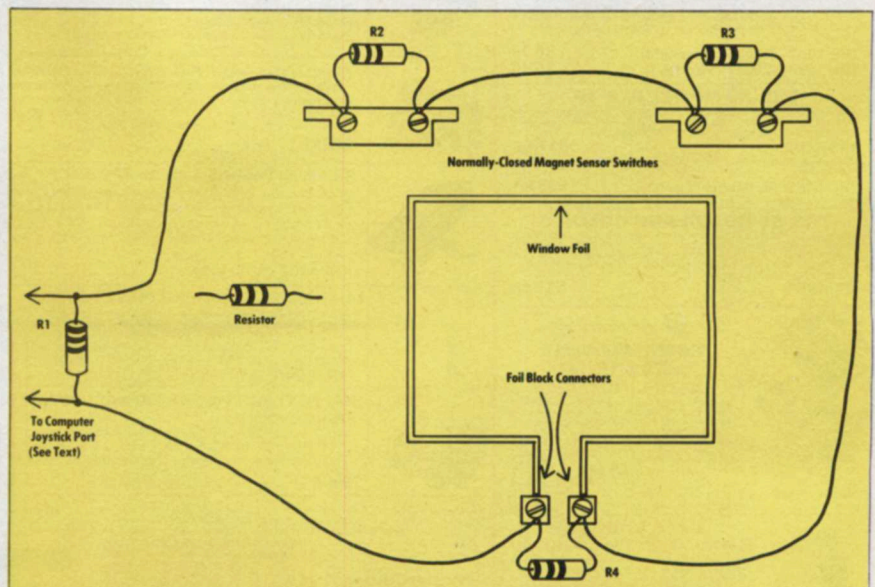 R2
R3
Normally-Closed Magnet Sensor Switches
Window Foil
R1
Resistor
Foil Block Connectors
To Computer
Joystick Port
(See Text)
R4